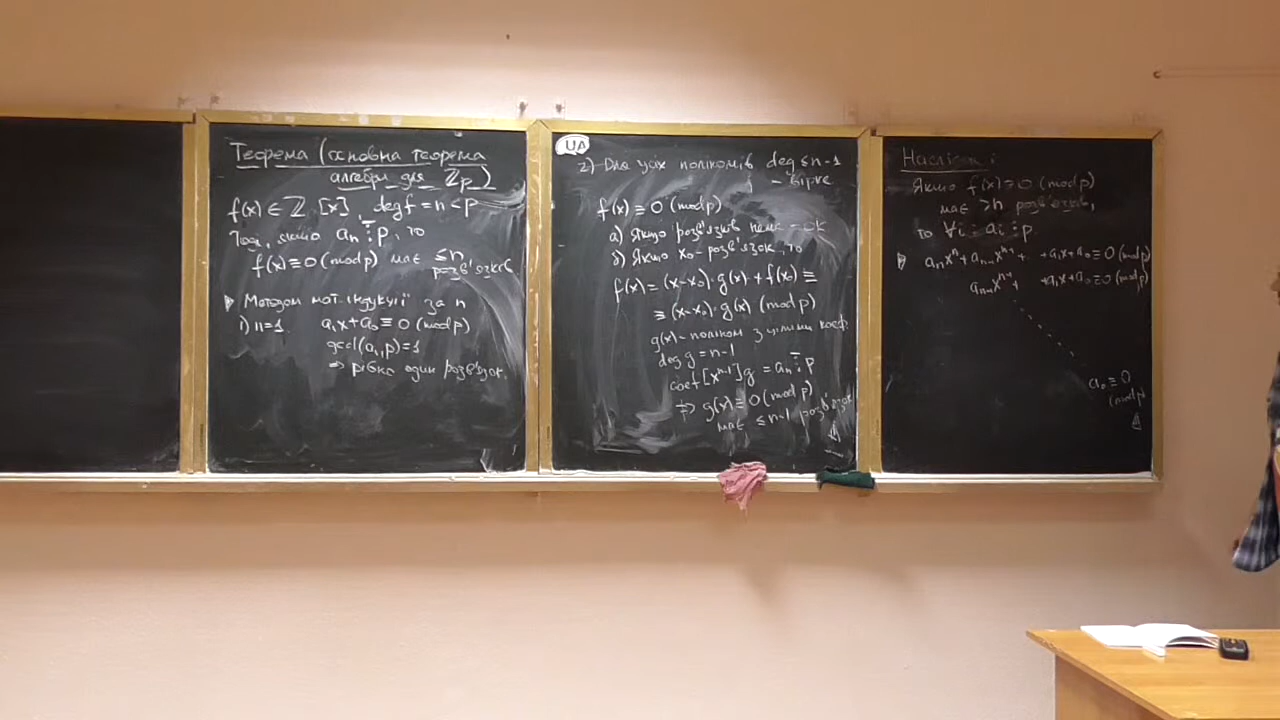 Теорема (основна теорема
алгебри для ℤp)
f(x) ∈ ℤ[x], deg f = n < p
Тоді, якщо aₙ ⋮̅ p, то
f(x) ≡ 0 (mod p) має ≤ n
розв'язків
▶ Методом мат. індукції за n
1) n=1. a₁x + a₀ ≡ 0 (mod p)
gcd(a₁, p) = 1
⇒ рівно один розв'язок.
UA
2) Для усіх поліномів deg ≤ n-1
– вірне
f(x) ≡ 0 (mod p)
а) Якщо розв'язків нема – ок
б) Якщо x₀ – розв'язок, то
f(x) = (x-x₀)·g(x) + f(x₀) ≡
≡ (x-x₀)·g(x) (mod p)
g(x) – поліном з цілими коеф.
deg g = n-1
coef[xⁿ⁻¹]g = aₙ ⋮̅ p
⇒ g(x) ≡ 0 (mod p)
має ≤ n-1 розв'язок
Наслідок:
Якщо f(x) ≡ 0 (mod p)
має > n розв'язків,
то ∀i: aᵢ ⋮ p
▶ aₙxⁿ + aₙ₋₁xⁿ⁻¹ + + a₁x + a₀ ≡ 0 (mod p)
aₙ₋₁xⁿ⁻¹ + + a₁x + a₀ ≡ 0 (mod p)
a₀ ≡ 0
(mod p)